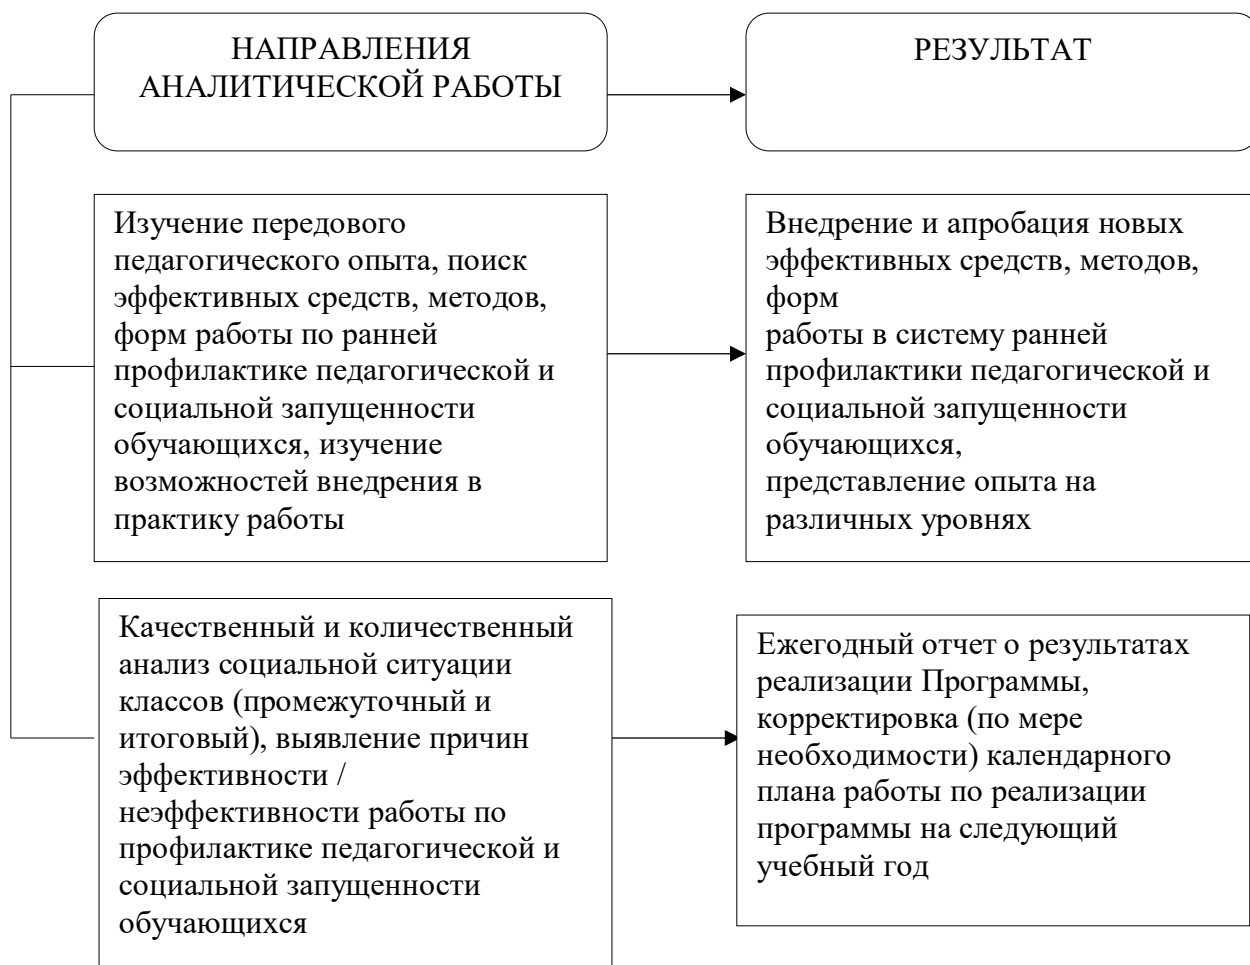 НАПРАВЛЕНИЯ
АНАЛИТИЧЕСКОЙ РАБОТЫ
РЕЗУЛЬТАТ
Изучение передового
педагогического опыта, поиск
эффективных средств, методов,
форм работы по ранней
профилактике педагогической и
социальной запущенности
обучающихся, изучение
возможностей внедрения в
практику работы
Внедрение и апробация новых
эффективных средств, методов,
форм
работы в систему ранней
профилактики педагогической и
социальной запущенности
обучающихся,
представление опыта на
различных уровнях
Качественный и количественный
анализ социальной ситуации
классов (промежуточный и
итоговый), выявление причин
эффективности /
неэффективности работы по
профилактике педагогической и
социальной запущенности
обучающихся
Ежегодный отчет о результатах
реализации Программы,
корректировка (по мере
необходимости) календарного
плана работы по реализации
программы на следующий
учебный год